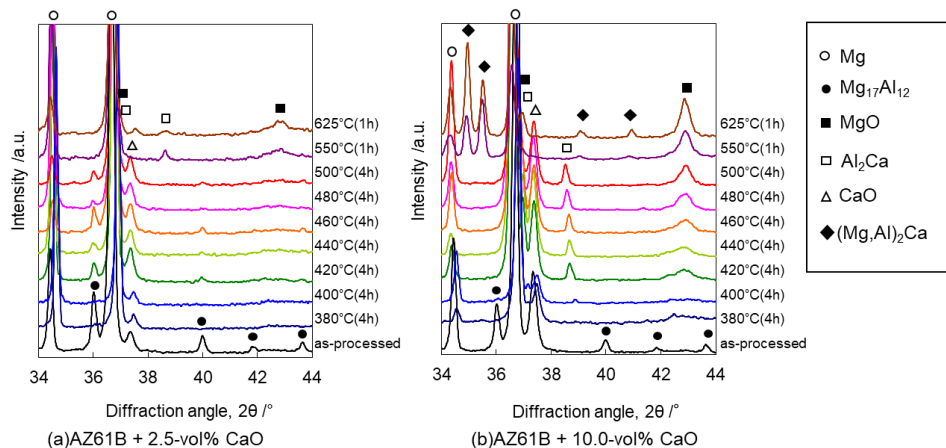 Intensity /a.u.
625°C(1h)
550°C(1h)
500°C(4h)
480°C(4h)
460°C(4h)
440°C(4h)
420°C(4h)
400°C(4h)
380°C(4h)
as-processed
34 36 38 40 42 44
Diffraction angle, 2θ /°
(a)AZ61B + 2.5-vol% CaO
Intensity /a.u.
625°C(1h)
550°C(1h)
500°C(4h)
480°C(4h)
460°C(4h)
440°C(4h)
420°C(4h)
400°C(4h)
380°C(4h)
as-processed
34 36 38 40 42 44
Diffraction angle, 2θ /°
(b)AZ61B + 10.0-vol% CaO
Mg
Mg₁₇Al₁₂
MgO
Al₂Ca
CaO
(Mg,Al)₂Ca